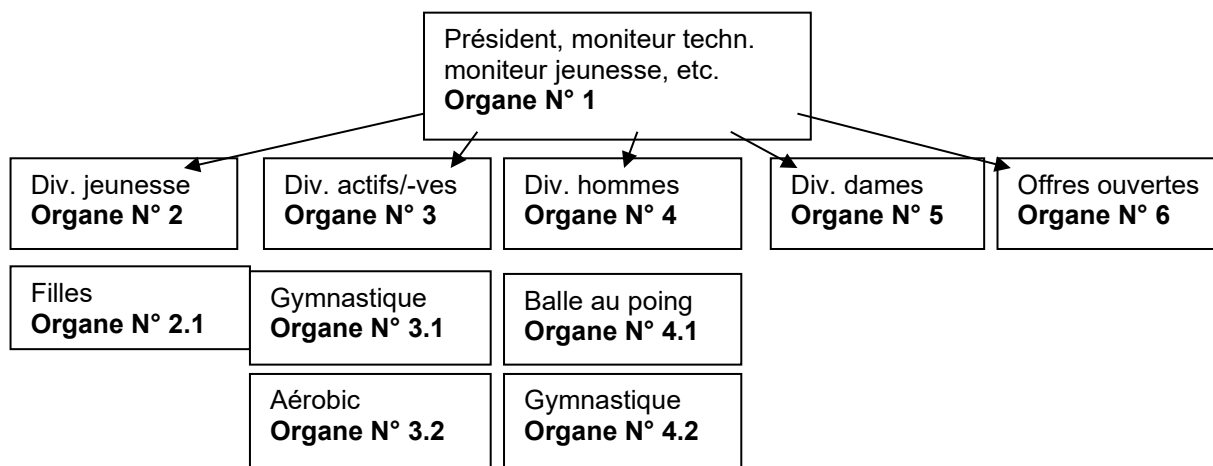 Président, moniteur techn.
moniteur jeunesse, etc.
Organe N° 1
Div. jeunesse
Organe N° 2
Div. actifs/-ves
Organe N° 3
Div. hommes
Organe N° 4
Div. dames
Organe N° 5
Offres ouvertes
Organe N° 6
Filles
Organe N° 2.1
Gymnastique
Organe N° 3.1
Balle au poing
Organe N° 4.1
Aérobic
Organe N° 3.2
Gymnastique
Organe N° 4.2